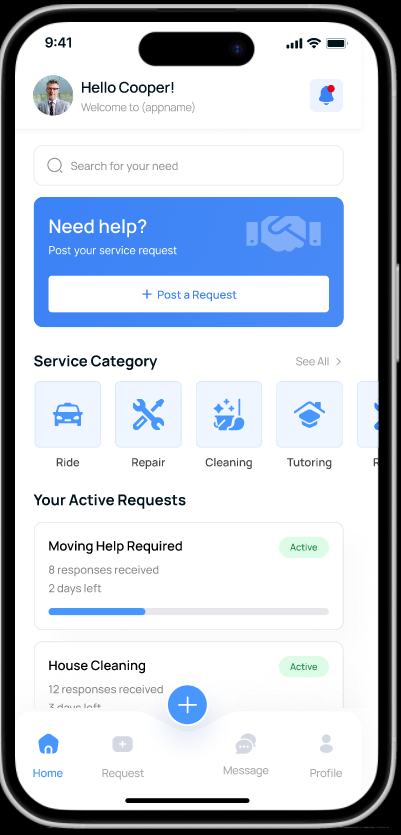 9:41
Hello Cooper!
Welcome to (appname)
Search for your need
Need help?
Post your service request
+ Post a Request
Service Category
See All >
Ride
Repair
Cleaning
Tutoring
R
Your Active Requests
Moving Help Required
Active
8 responses received
2 days left
House Cleaning
Active
12 responses received
3 days left
Home
Request
Message
Profile